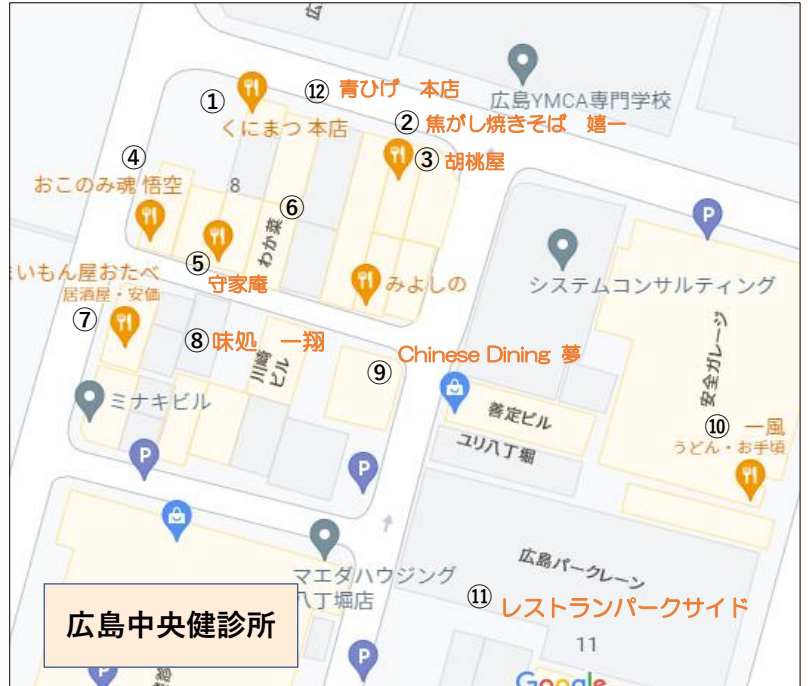 広
広島YMCA専門学校
①
⑫ 青ひげ 本店
くにまつ 本店
② 焦がし焼きそば 嬉一
③ 胡桃屋
④
おこのみ魂 悟空
8
⑥
わか菜
⑤
守家庵
みよしの
システムコンサルティング
P
安全ガレージ
まいもん屋おたべ
居酒屋・安価
⑦
⑧ 味処 一翔
川崎
ビル
⑨
Chinese Dining 夢
善定ビル
ユリ八丁堀
⑩ 一風
うどん・お手頃
ミナキビル
P
P
マエダハウジング
八丁堀店
広島パークレーン
⑪ レストランパークサイド
11
広島中央健診所
P
P
Google